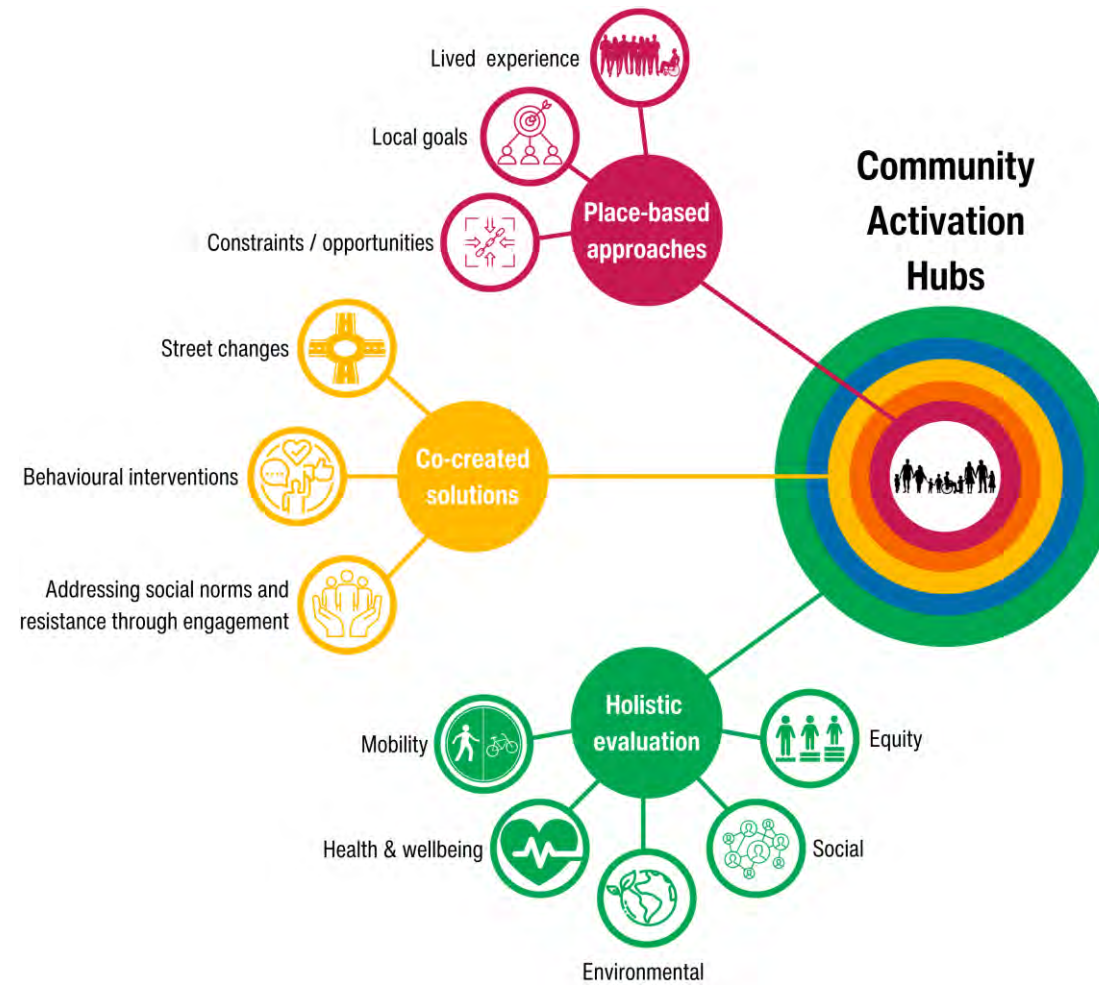 Community
Activation
Hubs
Lived experience
Local goals
Constraints / opportunities
Place-based
approaches
Street changes
Behavioural interventions
Addressing social norms and
resistance through engagement
Co-created
solutions
Holistic
evaluation
Mobility
Health & wellbeing
Environmental
Social
Equity